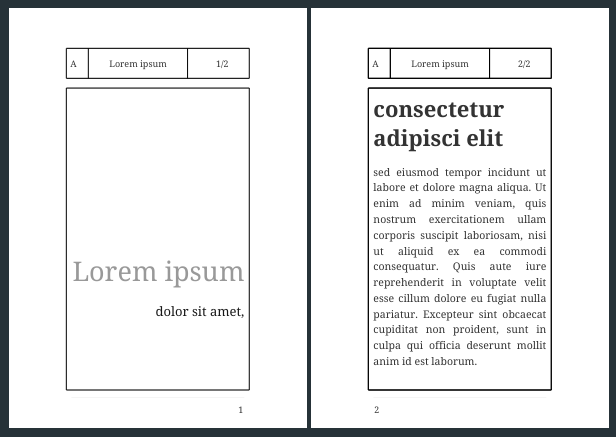 A Lorem ipsum 1/2
Lorem ipsum
dolor sit amet,
1
A Lorem ipsum 2/2
consectetur
adipisci elit
sed eiusmod tempor incidunt ut
labore et dolore magna aliqua. Ut
enim ad minim veniam, quis
nostrum exercitationem ullam
corporis suscipit laboriosam, nisi
ut aliquid ex ea commodi
consequatur. Quis aute iure
reprehenderit in voluptate velit
esse cillum dolore eu fugiat nulla
pariatur. Excepteur sint obcaecat
cupiditat non proident, sunt in
culpa qui officia deserunt mollit
anim id est laborum.
2